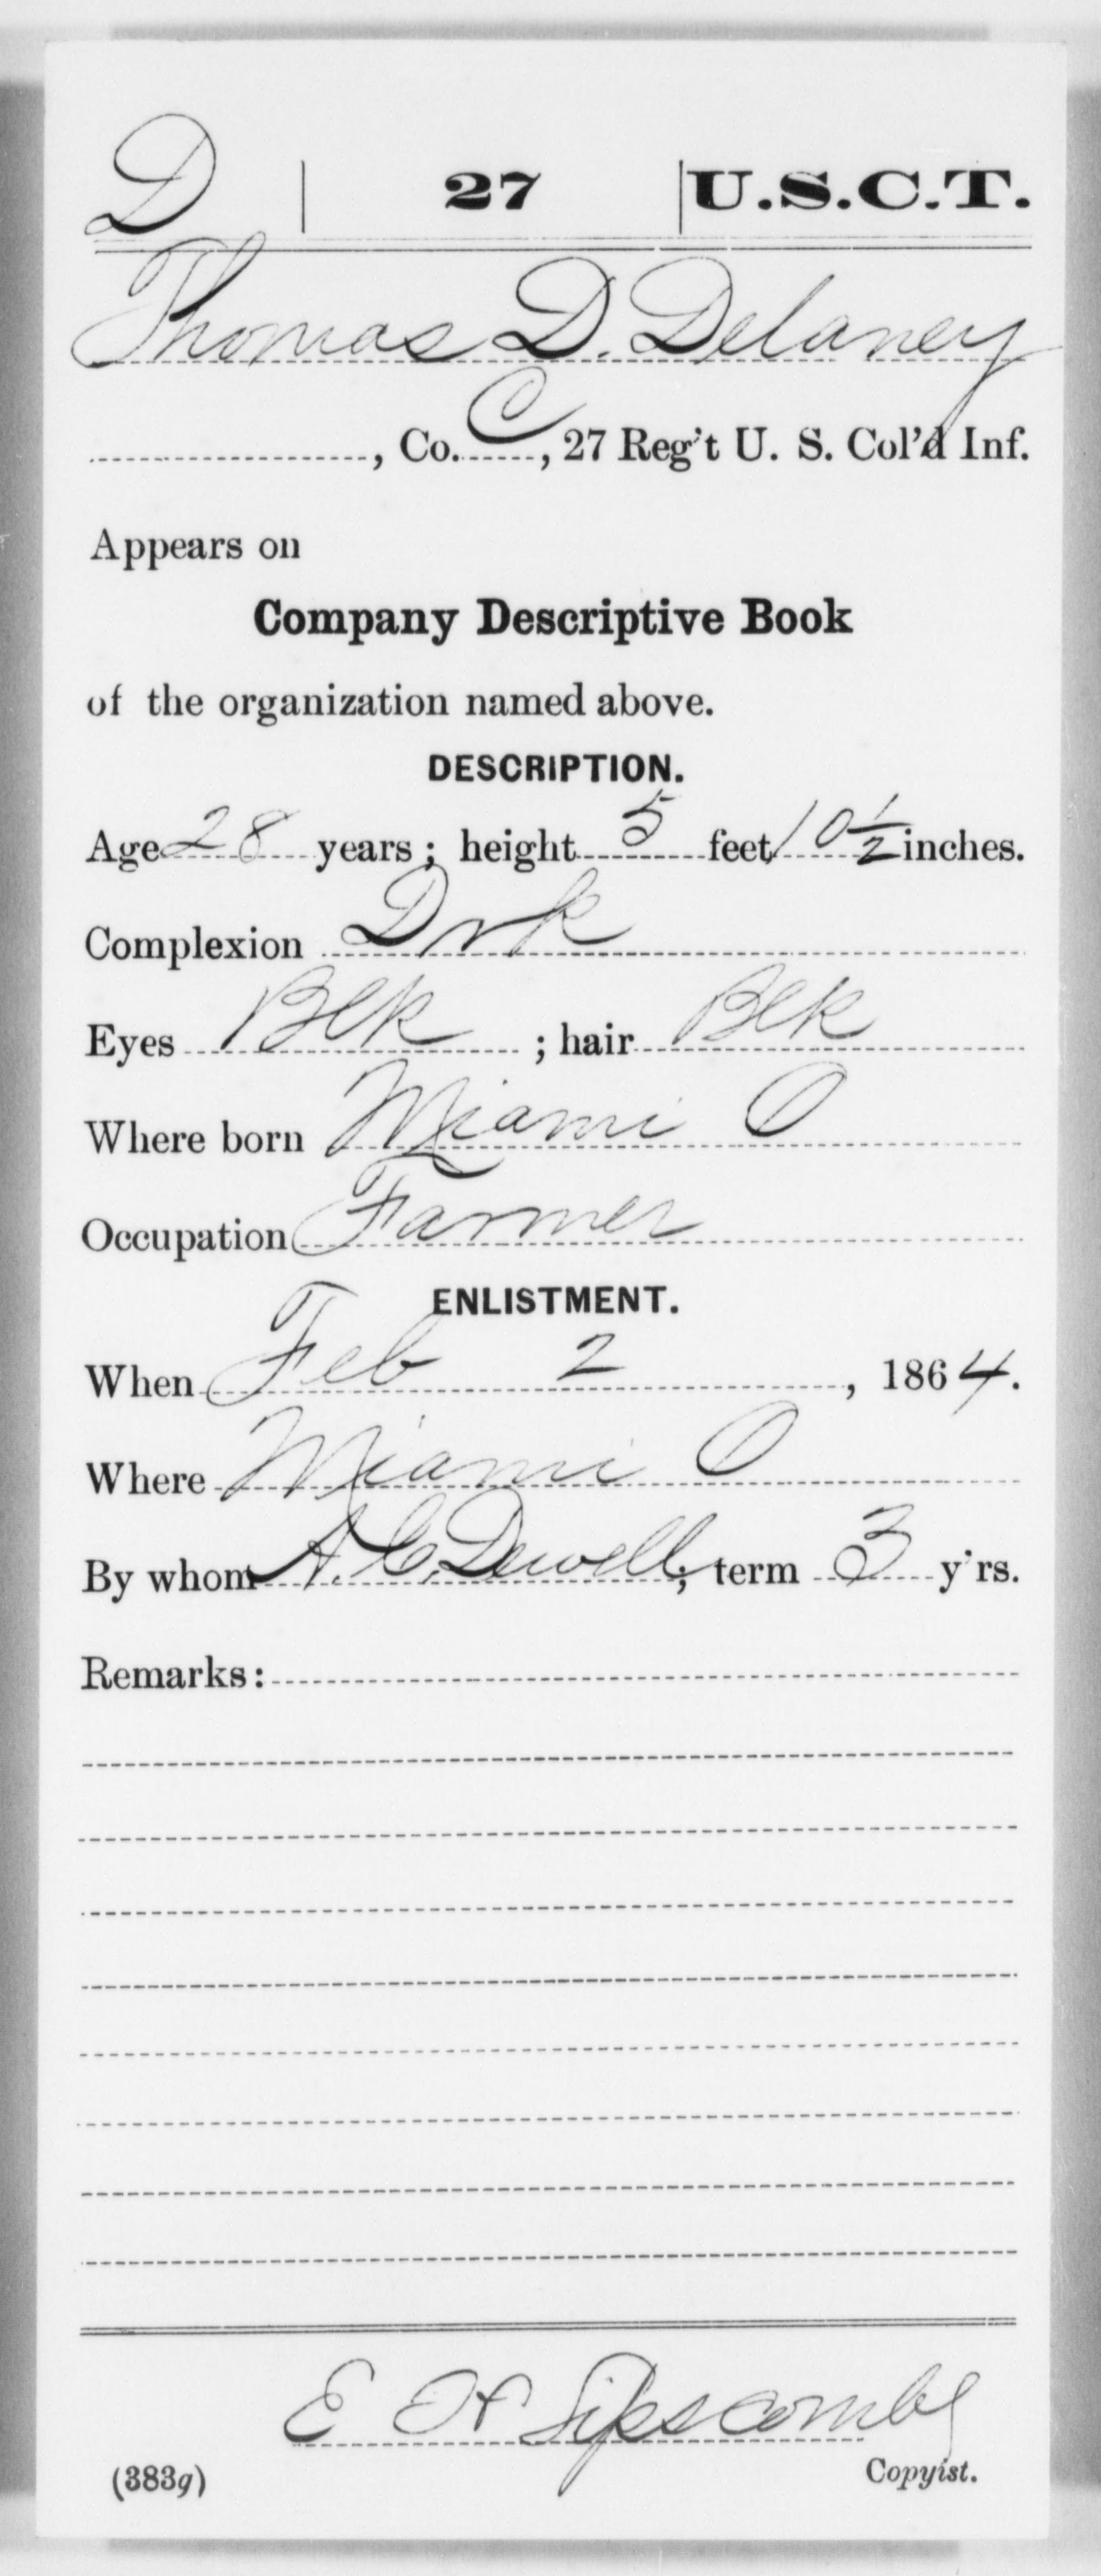 D | 27 | U.S.C.T.
Thomas D. Delaney
, Co. C, 27 Reg't U. S. Col'd Inf.
Appears on
Company Descriptive Book
of the organization named above.
DESCRIPTION.
Age 28 years; height 5 feet 10 1/2 inches.
Complexion Drk
Eyes Blk ; hair Blk
Where born Miami O
Occupation Farmer
ENLISTMENT.
When Feb 2, 1864.
Where Miami O
By whom A. C. Dewell; term 3 y'rs.
Remarks:
E H Lipscomb
(383g) Copyist.